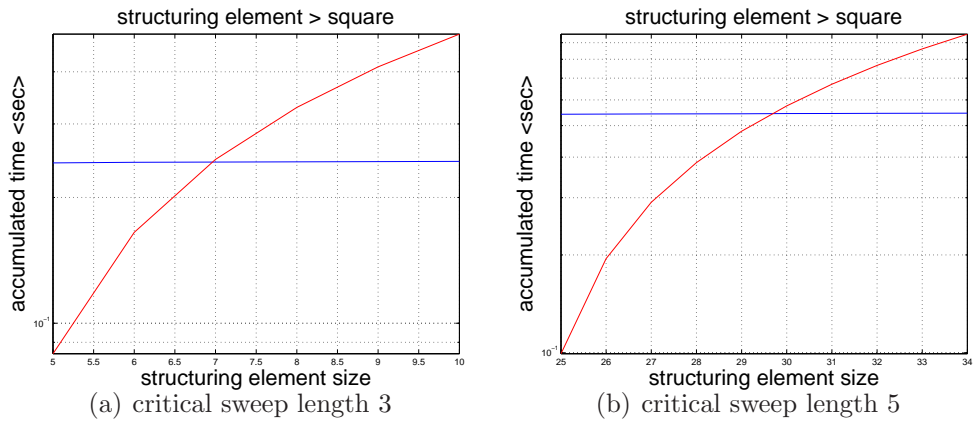 structuring element > square
accumulated time <sec>
10⁻¹
5 5.5 6 6.5 7 7.5 8 8.5 9 9.5 10
structuring element size
(a) critical sweep length 3
structuring element > square
accumulated time <sec>
10⁻¹
25 26 27 28 29 30 31 32 33 34
structuring element size
(b) critical sweep length 5